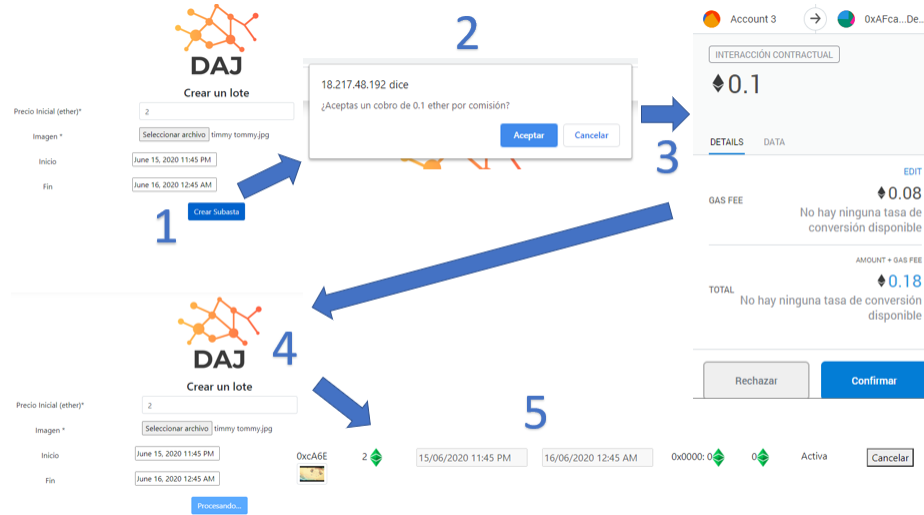 DAJ
Crear un lote
Precio Inicial (ether)*
2
Imagen *
Seleccionar archivo timmy tommy.jpg
Inicio
June 15, 2020 11:45 PM
Fin
June 16, 2020 12:45 AM
Crear Subasta
1
2
18.217.48.192 dice
¿Aceptas un cobro de 0.1 ether por comisión?
Aceptar Cancelar
3
Account 3 0xAFca...De...
INTERACCIÓN CONTRACTUAL
0.1
DETAILS DATA
EDIT
GAS FEE
0.08
No hay ninguna tasa de
conversión disponible
AMOUNT + GAS FEE
TOTAL
0.18
No hay ninguna tasa de conversión
disponible
Rechazar Confirmar
4
DAJ
Crear un lote
Precio Inicial (ether)*
2
Imagen *
Seleccionar archivo timmy tommy.jpg
Inicio
June 15, 2020 11:45 PM
Fin
June 16, 2020 12:45 AM
Procesando...
5
0xcA6E 2 15/06/2020 11:45 PM 16/06/2020 12:45 AM 0x0000: 0 0 Activa Cancelar